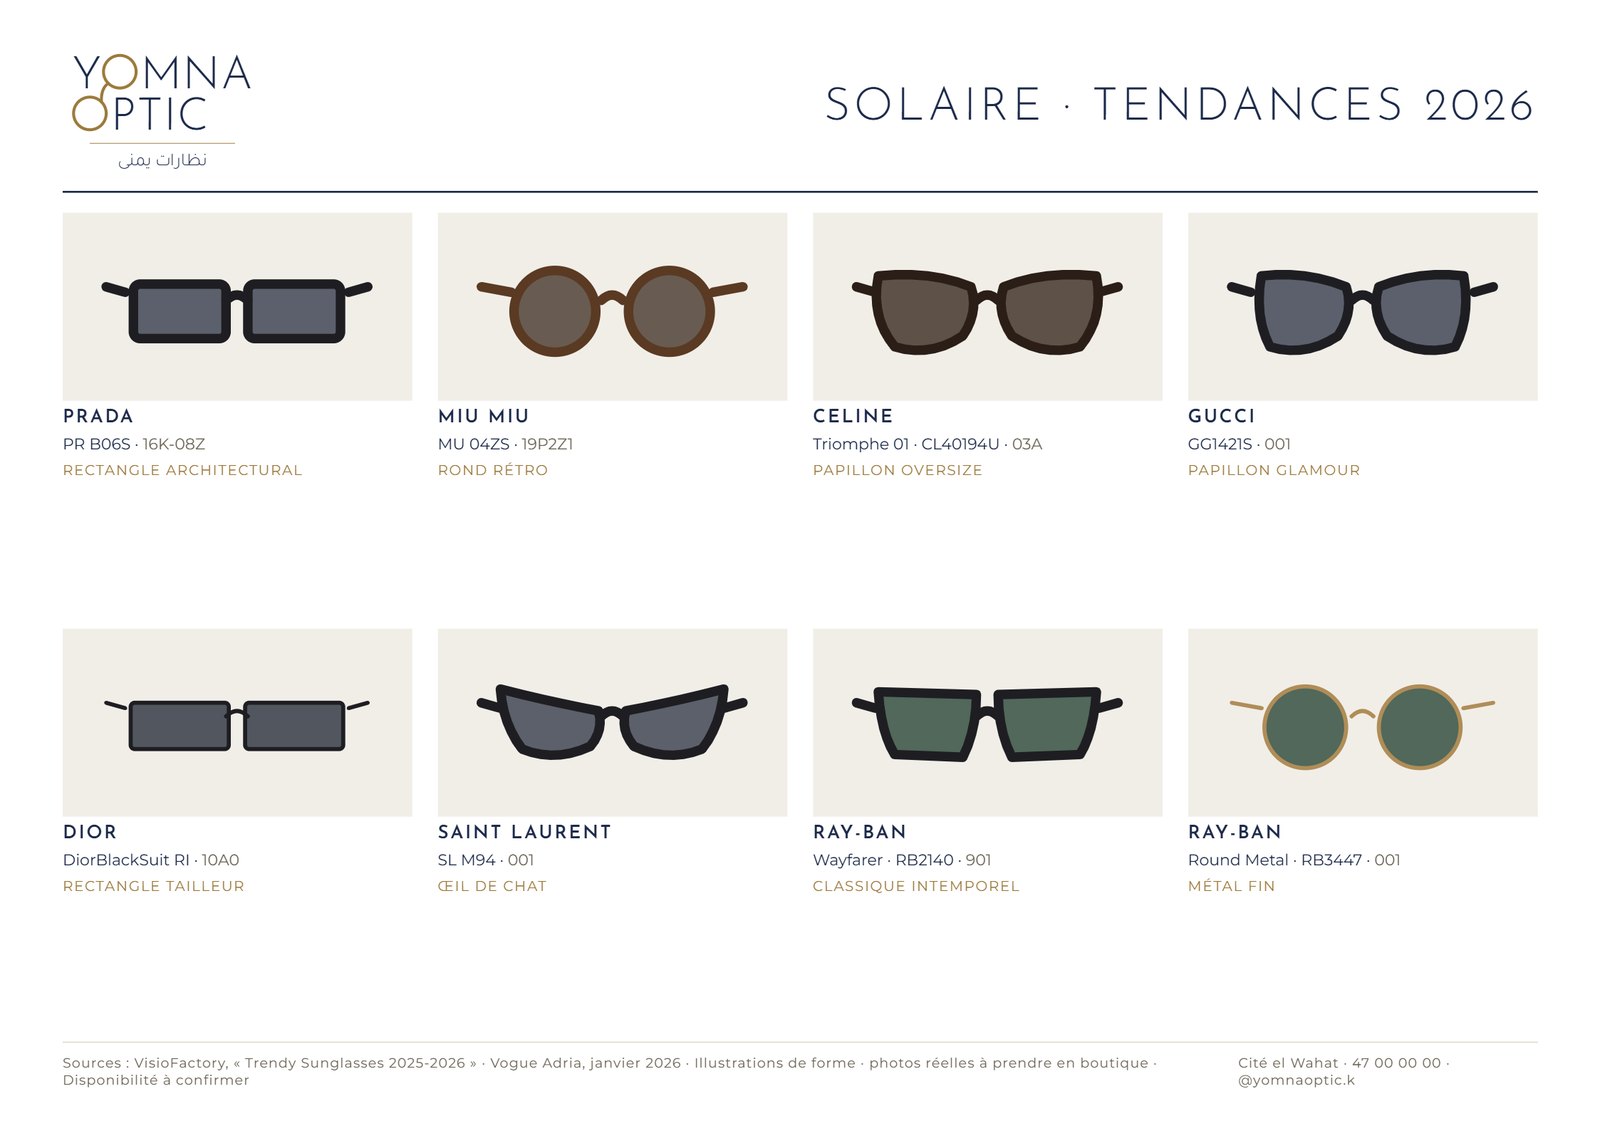 YOMNA
OPTIC
نظارات يمنى
SOLAIRE · TENDANCES 2026
PRADA
PR B06S · 16K-08Z
RECTANGLE ARCHITECTURAL
MIU MIU
MU 04ZS · 19P2Z1
ROND RÉTRO
CELINE
Triomphe 01 · CL40194U · 03A
PAPILLON OVERSIZE
GUCCI
GG1421S · 001
PAPILLON GLAMOUR
DIOR
DiorBlackSuit RI · 10A0
RECTANGLE TAILLEUR
SAINT LAURENT
SL M94 · 001
ŒIL DE CHAT
RAY-BAN
Wayfarer · RB2140 · 901
CLASSIQUE INTEMPOREL
RAY-BAN
Round Metal · RB3447 · 001
MÉTAL FIN
Sources : VisioFactory, « Trendy Sunglasses 2025-2026 » · Vogue Adria, janvier 2026 · Illustrations de forme · photos réelles à prendre en boutique ·
Disponibilité à confirmer
Cité el Wahat · 47 00 00 00 ·
@yomnaoptic.k